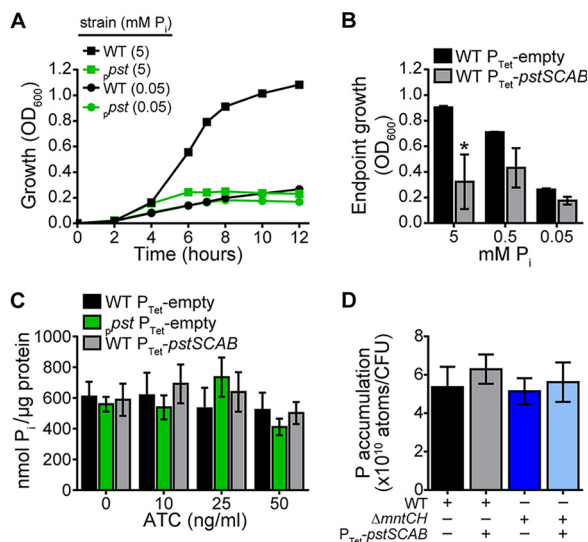 A
strain (mM Pi)
WT (5)
ppst (5)
WT (0.05)
ppst (0.05)
Growth (OD600)
1.2
1.0
0.8
0.6
0.4
0.2
0.0
0 2 4 6 8 10 12
Time (hours)
B
WT PTet-empty
WT PTet-pstSCAB
Endpoint growth
(OD600)
1.2
1.0
0.8
0.6
0.4
0.2
0.0
*
5 0.5 0.05
mM Pi
C
WT PTet-empty
ppst PTet-empty
WT PTet-pstSCAB
nmol Pi/µg protein
1000
800
600
400
200
0
0 10 25 50
ATC (ng/ml)
D
P accumulation
(x10^10 atoms/CFU)
8
6
4
2
0
WT + + – –
ΔmntCH – – + +
PTet-pstSCAB – + – +